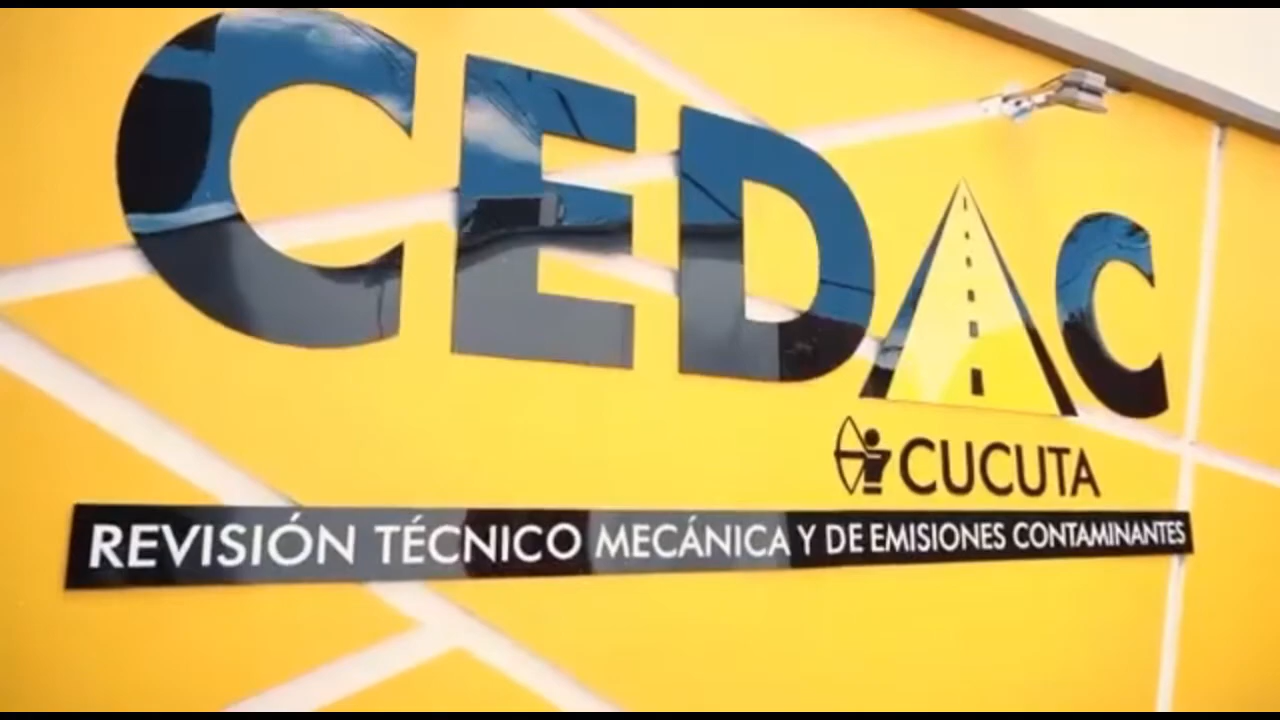 CEDAC
CUCUTA
REVISIÓN TÉCNICO MECÁNICA Y DE EMISIONES CONTAMINANTES